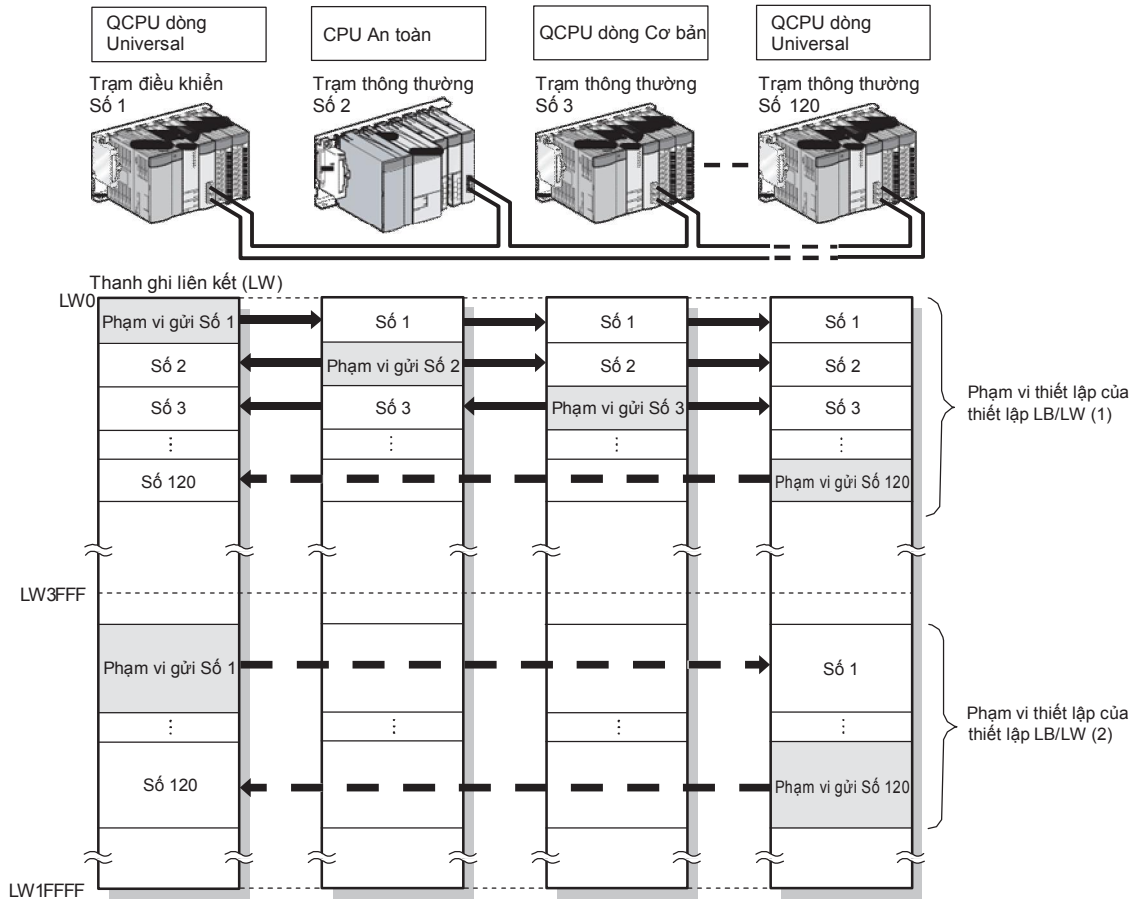 QCPU dòng
Universal
CPU An toàn
QCPU dòng Cơ bản
QCPU dòng
Universal
Trạm điều khiển
Số 1
Trạm thông thường
Số 2
Trạm thông thường
Số 3
Trạm thông thường
Số 120
Thanh ghi liên kết (LW)
LW0
Phạm vi gửi Số 1
Số 1
Số 1
Số 1
Số 2
Phạm vi gửi Số 2
Số 2
Số 2
Số 3
Số 3
Phạm vi gửi Số 3
Số 3
Phạm vi thiết lập của
thiết lập LB/LW (1)
⋮
⋮
⋮
⋮
Số 120
Phạm vi gửi Số 120
LW3FFF
Phạm vi gửi Số 1
Số 1
⋮
⋮
⋮
⋮
Phạm vi thiết lập của
thiết lập LB/LW (2)
Số 120
Phạm vi gửi Số 120
LW1FFFF